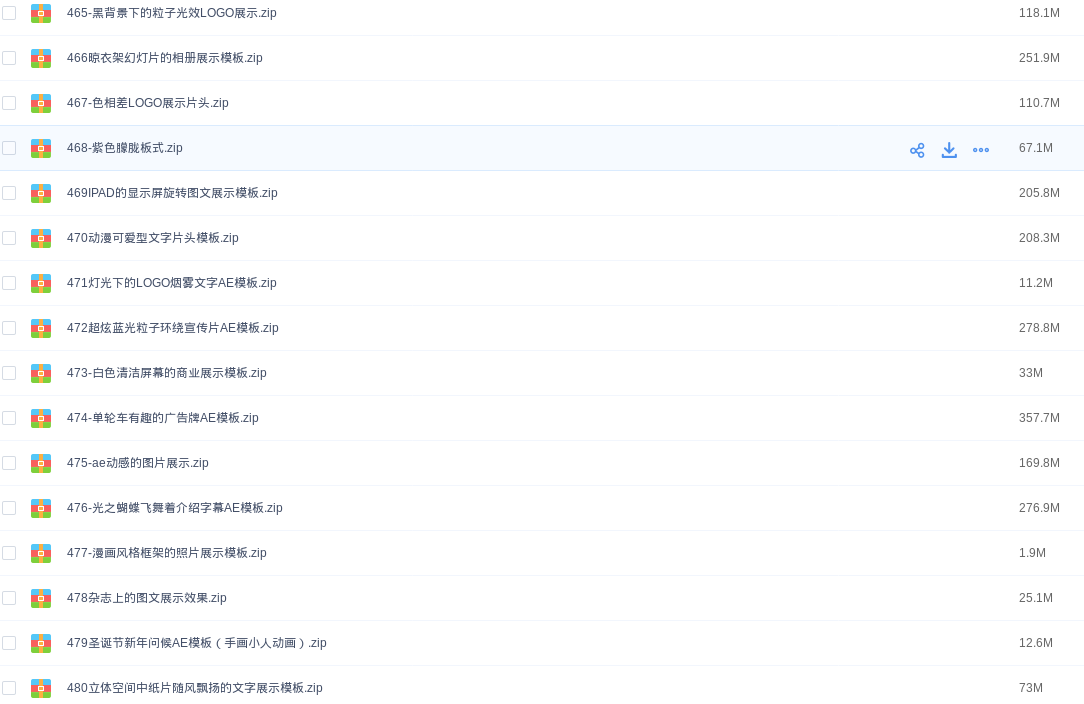 465-黑背景下的粒子光效LOGO展示.zip 118.1M
466晾衣架幻灯片的相册展示模板.zip 251.9M
467-色相差LOGO展示片头.zip 110.7M
468-紫色朦胧板式.zip 67.1M
469IPAD的显示屏旋转图文展示模板.zip 205.8M
470动漫可爱型文字片头模板.zip 208.3M
471灯光下的LOGO烟雾文字AE模板.zip 11.2M
472超炫蓝光粒子环绕宣传片AE模板.zip 278.8M
473-白色清洁屏幕的商业展示模板.zip 33M
474-单轮车有趣的广告牌AE模板.zip 357.7M
475-ae动感的图片展示.zip 169.8M
476-光之蝴蝶飞舞着介绍字幕AE模板.zip 276.9M
477-漫画风格框架的照片展示模板.zip 1.9M
478杂志上的图文展示效果.zip 25.1M
479圣诞节新年问候AE模板（手画小人动画）.zip 12.6M
480立体空间中纸片随风飘扬的文字展示模板.zip 73M